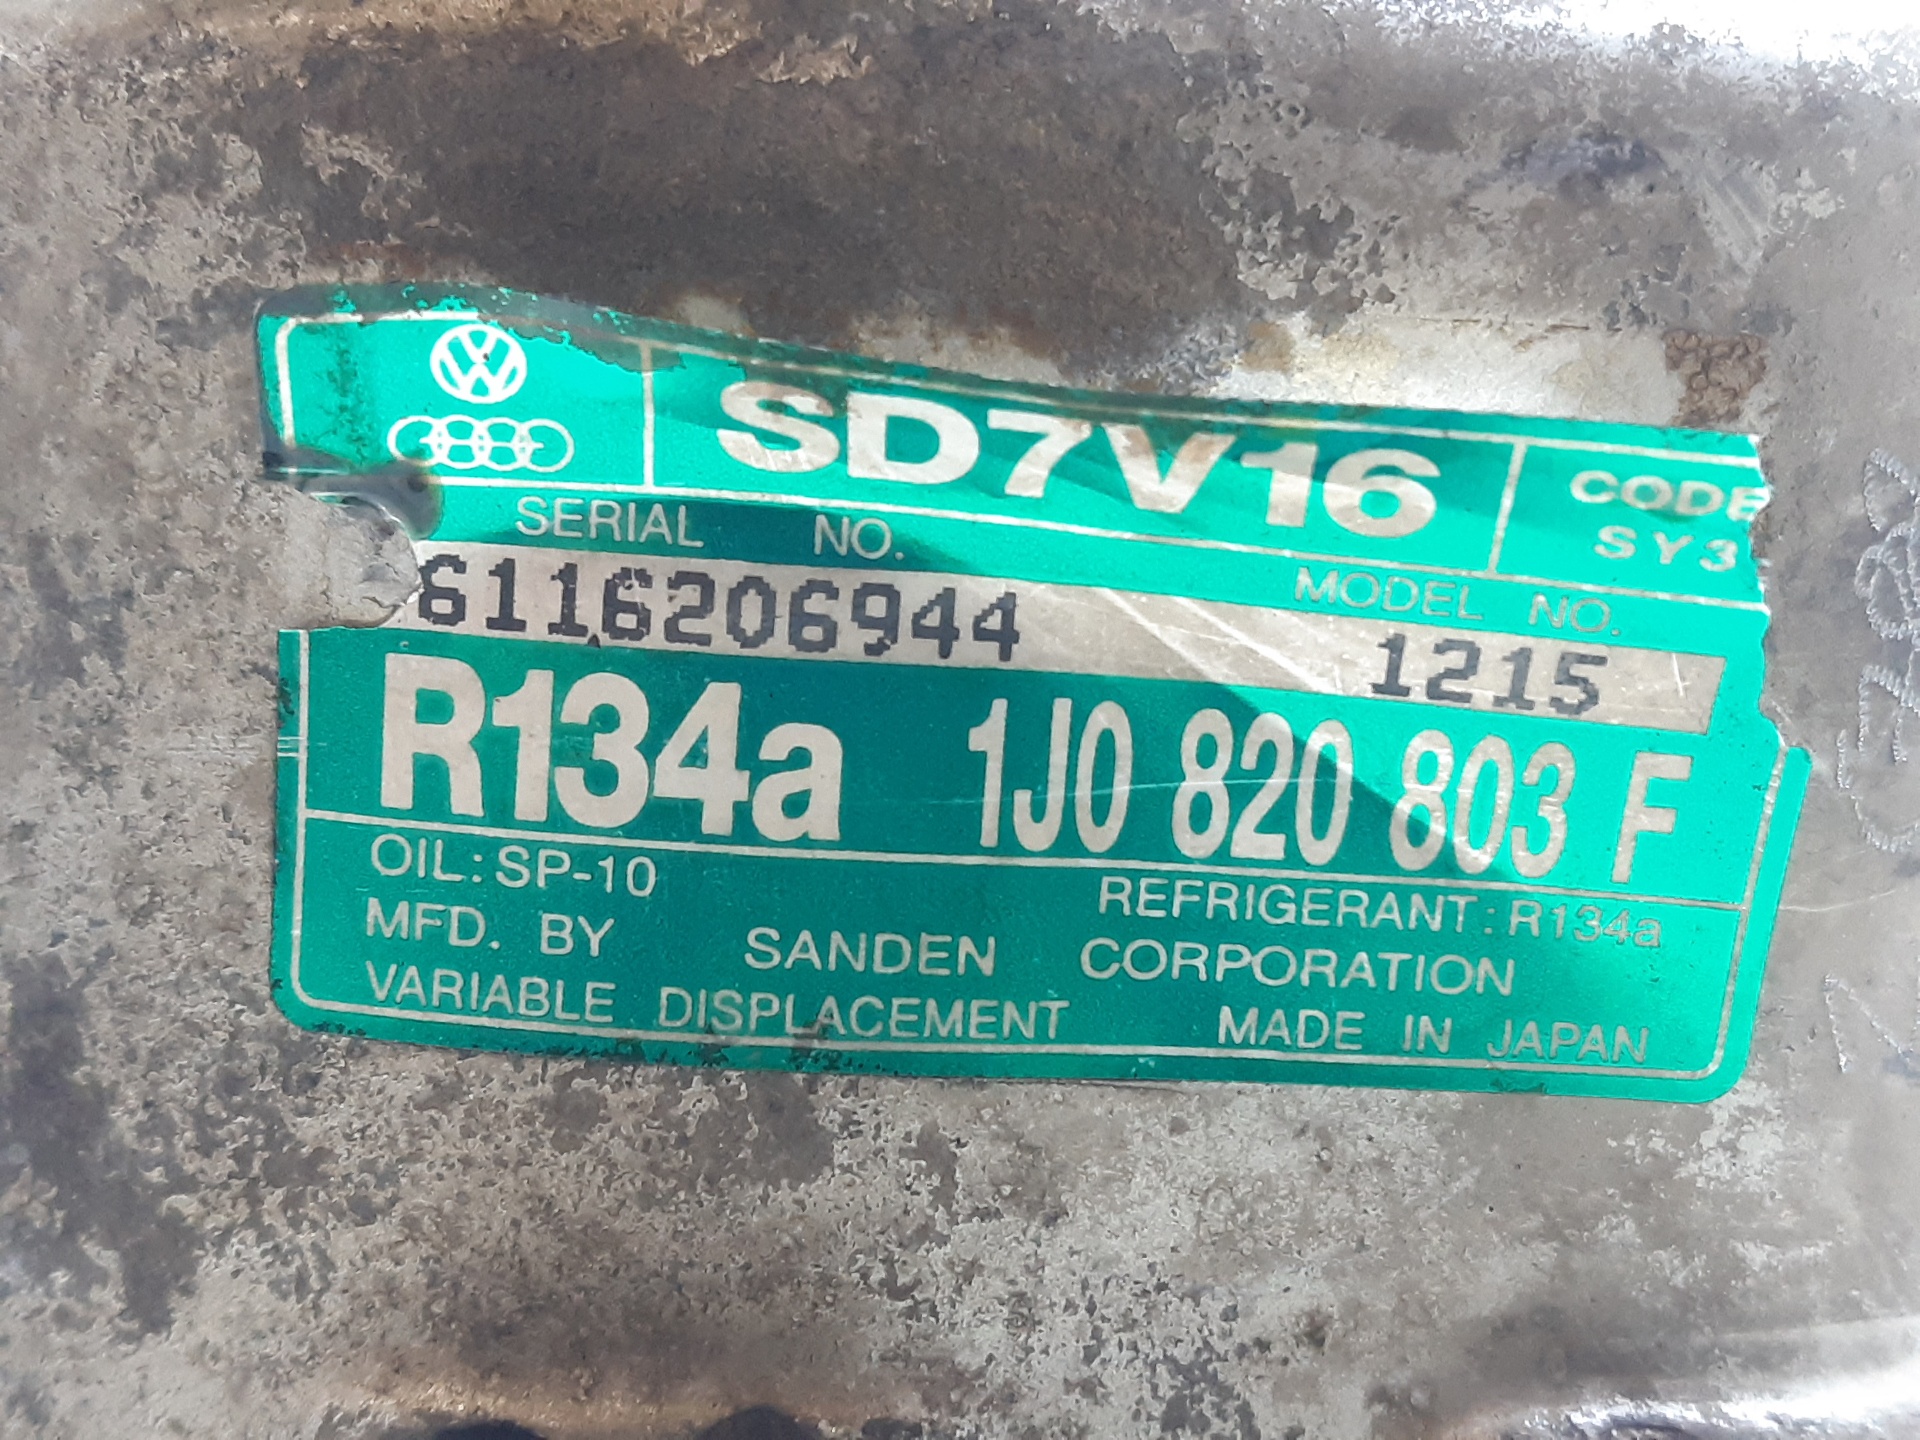 SD7V16
CODE
SY3
SERIAL NO.
MODEL NO.
6116206944
1215
R134a 1J0 820 803 F
OIL: SP-10
REFRIGERANT: R134a
MFD. BY SANDEN CORPORATION
VARIABLE DISPLACEMENT MADE IN JAPAN